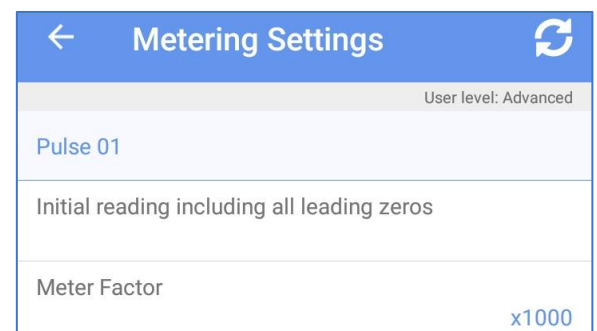 Metering Settings
User level: Advanced
Pulse 01
Initial reading including all leading zeros
Meter Factor
x1000